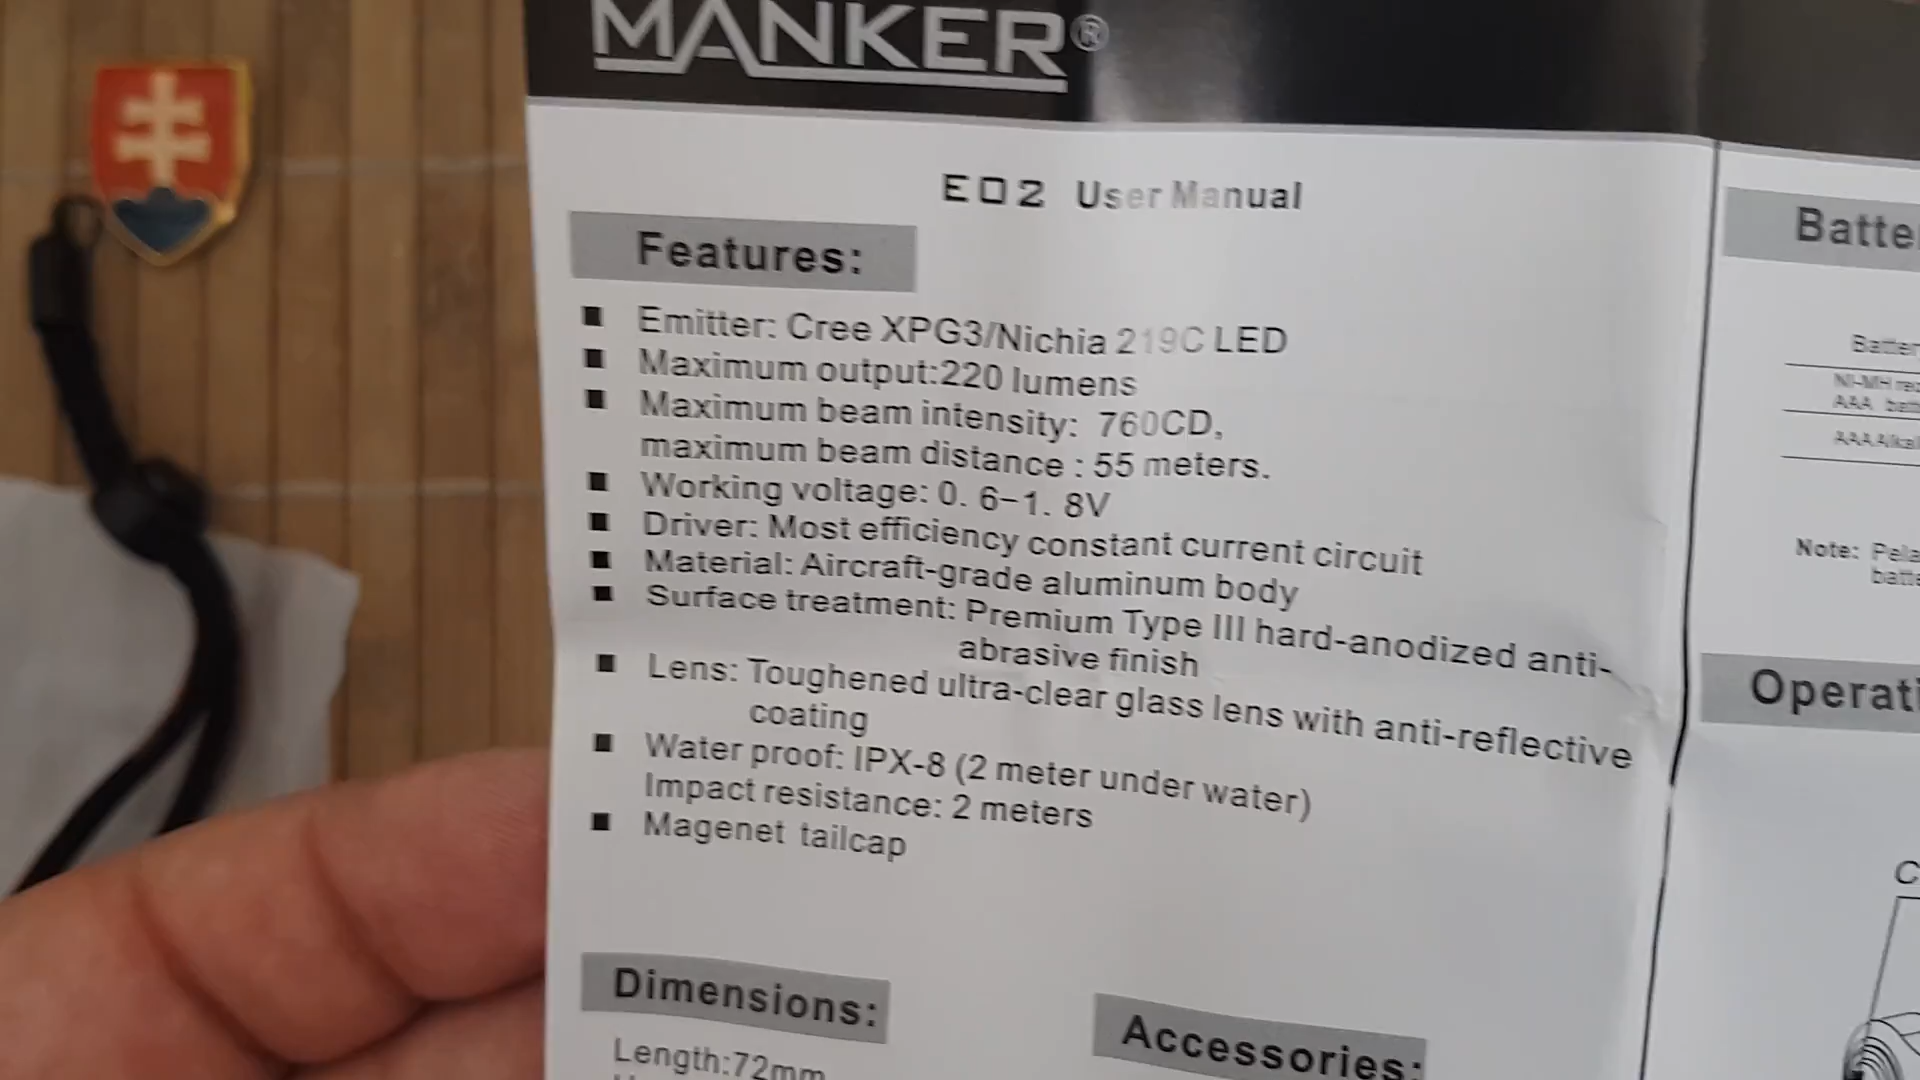 MANKER®
E02 User Manual
Features:
■ Emitter: Cree XPG3/Nichia 219C LED
■ Maximum output:220 lumens
■ Maximum beam intensity: 760CD,
maximum beam distance : 55 meters.
■ Working voltage: 0. 6-1. 8V
■ Driver: Most efficiency constant current circuit
■ Material: Aircraft-grade aluminum body
■ Surface treatment: Premium Type III hard-anodized anti-
abrasive finish
■ Lens: Toughened ultra-clear glass lens with anti-reflective
coating
■ Water proof: IPX-8 (2 meter under water)
Impact resistance: 2 meters
■ Magenet tailcap
Dimensions:
Length:72mm
Accessories:
Note: